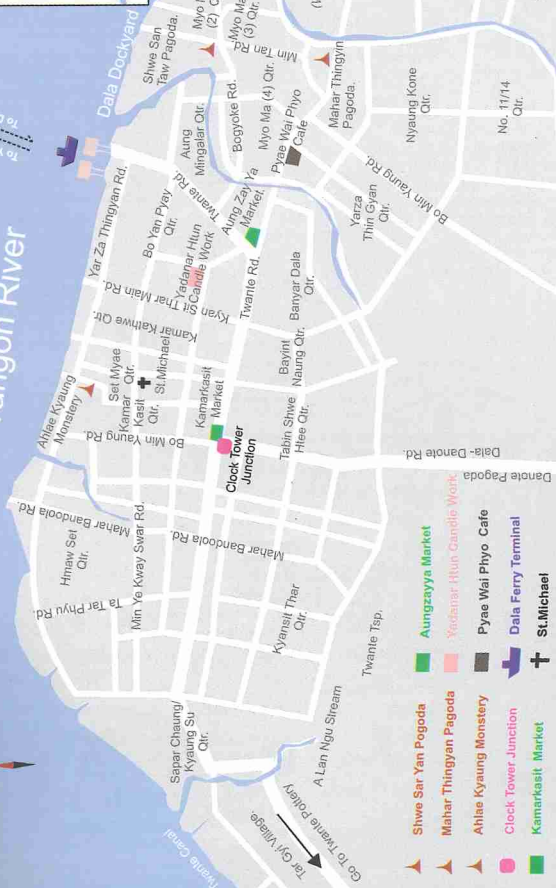 Dala Dockyard
Shwe San
Taw Pagoda.
(2) Qtr.
(3) Qtr.
Min Tan Rd.
Mahar Thingyin
Pagoda.
Nyaung Kone
Qtr.
No. 11/14
Qtr.
Yar Za Thingyan Rd.
Aung
Mingalar Qtr.
Bogyoke Rd.
Myo Ma (4) Qtr.
Pyae Wai Phyo
Cafe
Bo Yan Pyay
Qtr.
Twante Rd.
Aung Zay Ya
Market.
Yarza
Thin Gyan
Qtr.
Bo Min Yaung Rd.
Yadanar Htun
Candle Work
Kyan Sit Thar Main Rd.
Twante Rd.
Banyar Dala
Qtr.
Kamar Kathwe Qtr.
Bayint
Naung Qtr.
Ahlae Kyaung
Monstery
Set Myae
Qtr.
St.Michael
Kamar
Kasit
Qtr.
Kamarkasit
Market
Bo Min Yaung Rd.
Clock Tower
Junction
Tabin Shwe
Htee Qtr.
Dala- Danote Rd.
Danote Pagoda
Mahar Bandoola Rd.
Mahar Bandoola Rd.
Hmaw Set
Qtr.
Min Ye Kway Swar Rd.
Ta Tar Phyu Rd.
Kyansit Thar
Qtr.
Twante Tsp.
Sapar Chaung/
Kyaung Su
Qtr.
A Lan Ngu Stream
Twante Canal
Tar Gyi Village.
Go To Twante Pottery
Shwe Sar Yan Pogoda
Mahar Thingyan Pagoda
Ahlae Kyaung Monstery
Clock Tower Junction
Kamarkasit Market
Aungzayya Market
Yadanar Htun Candle Work
Pyae Wai Phyo Cafe
Dala Ferry Terminal
St.Michael